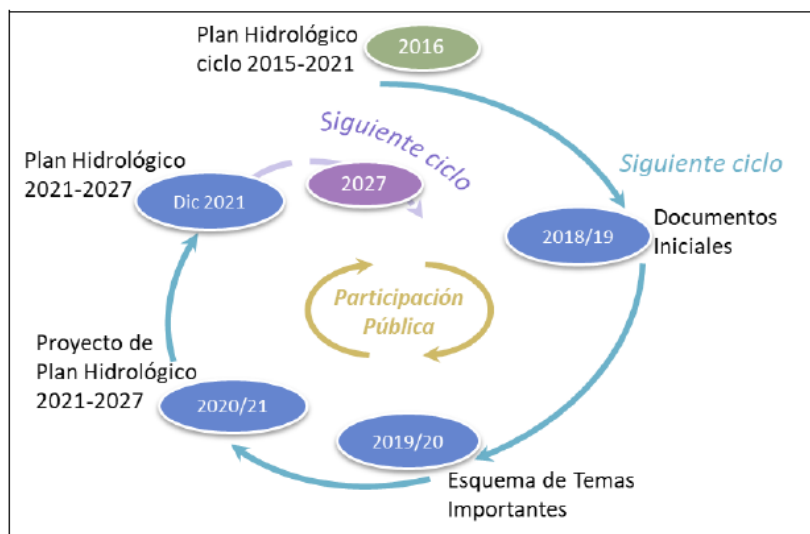 Plan Hidrológico
ciclo 2015-2021
2016
Siguiente ciclo
Siguiente ciclo
Plan Hidrológico
2021-2027
Dic 2021
2027
2018/19
Documentos
Iniciales
Participación
Pública
Proyecto de
Plan Hidrológico
2021-2027
2020/21
2019/20
Esquema de Temas
Importantes